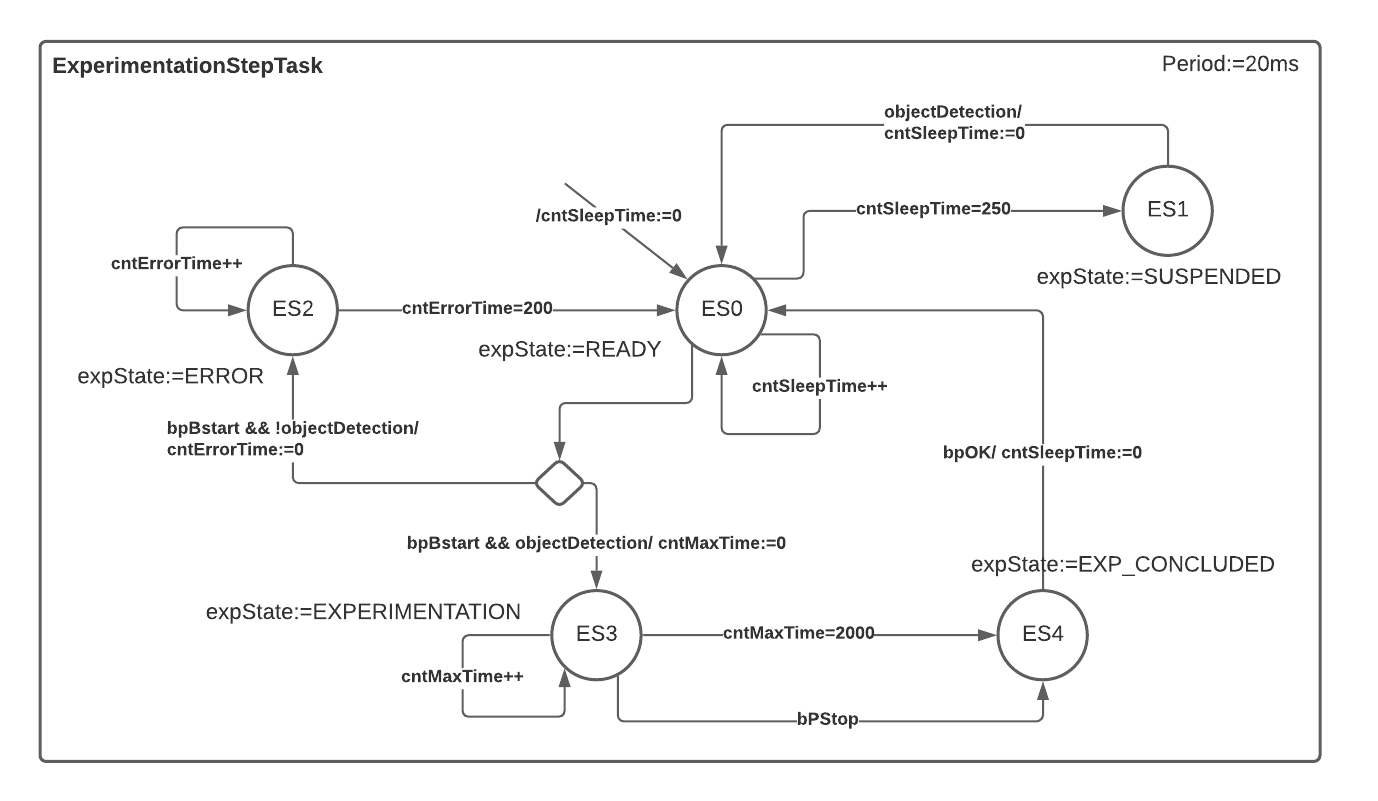 ExperimentationStepTask
Period:=20ms
objectDetection/
cntSleepTime:=0
/cntSleepTime:=0
cntSleepTime=250
ES1
cntErrorTime++
expState:=SUSPENDED
ES2
cntErrorTime=200
ES0
expState:=READY
expState:=ERROR
cntSleepTime++
bpBstart && !objectDetection/
cntErrorTime:=0
bpOK/ cntSleepTime:=0
bpBstart && objectDetection/ cntMaxTime:=0
expState:=EXP_CONCLUDED
expState:=EXPERIMENTATION
ES3
cntMaxTime=2000
ES4
cntMaxTime++
bPStop